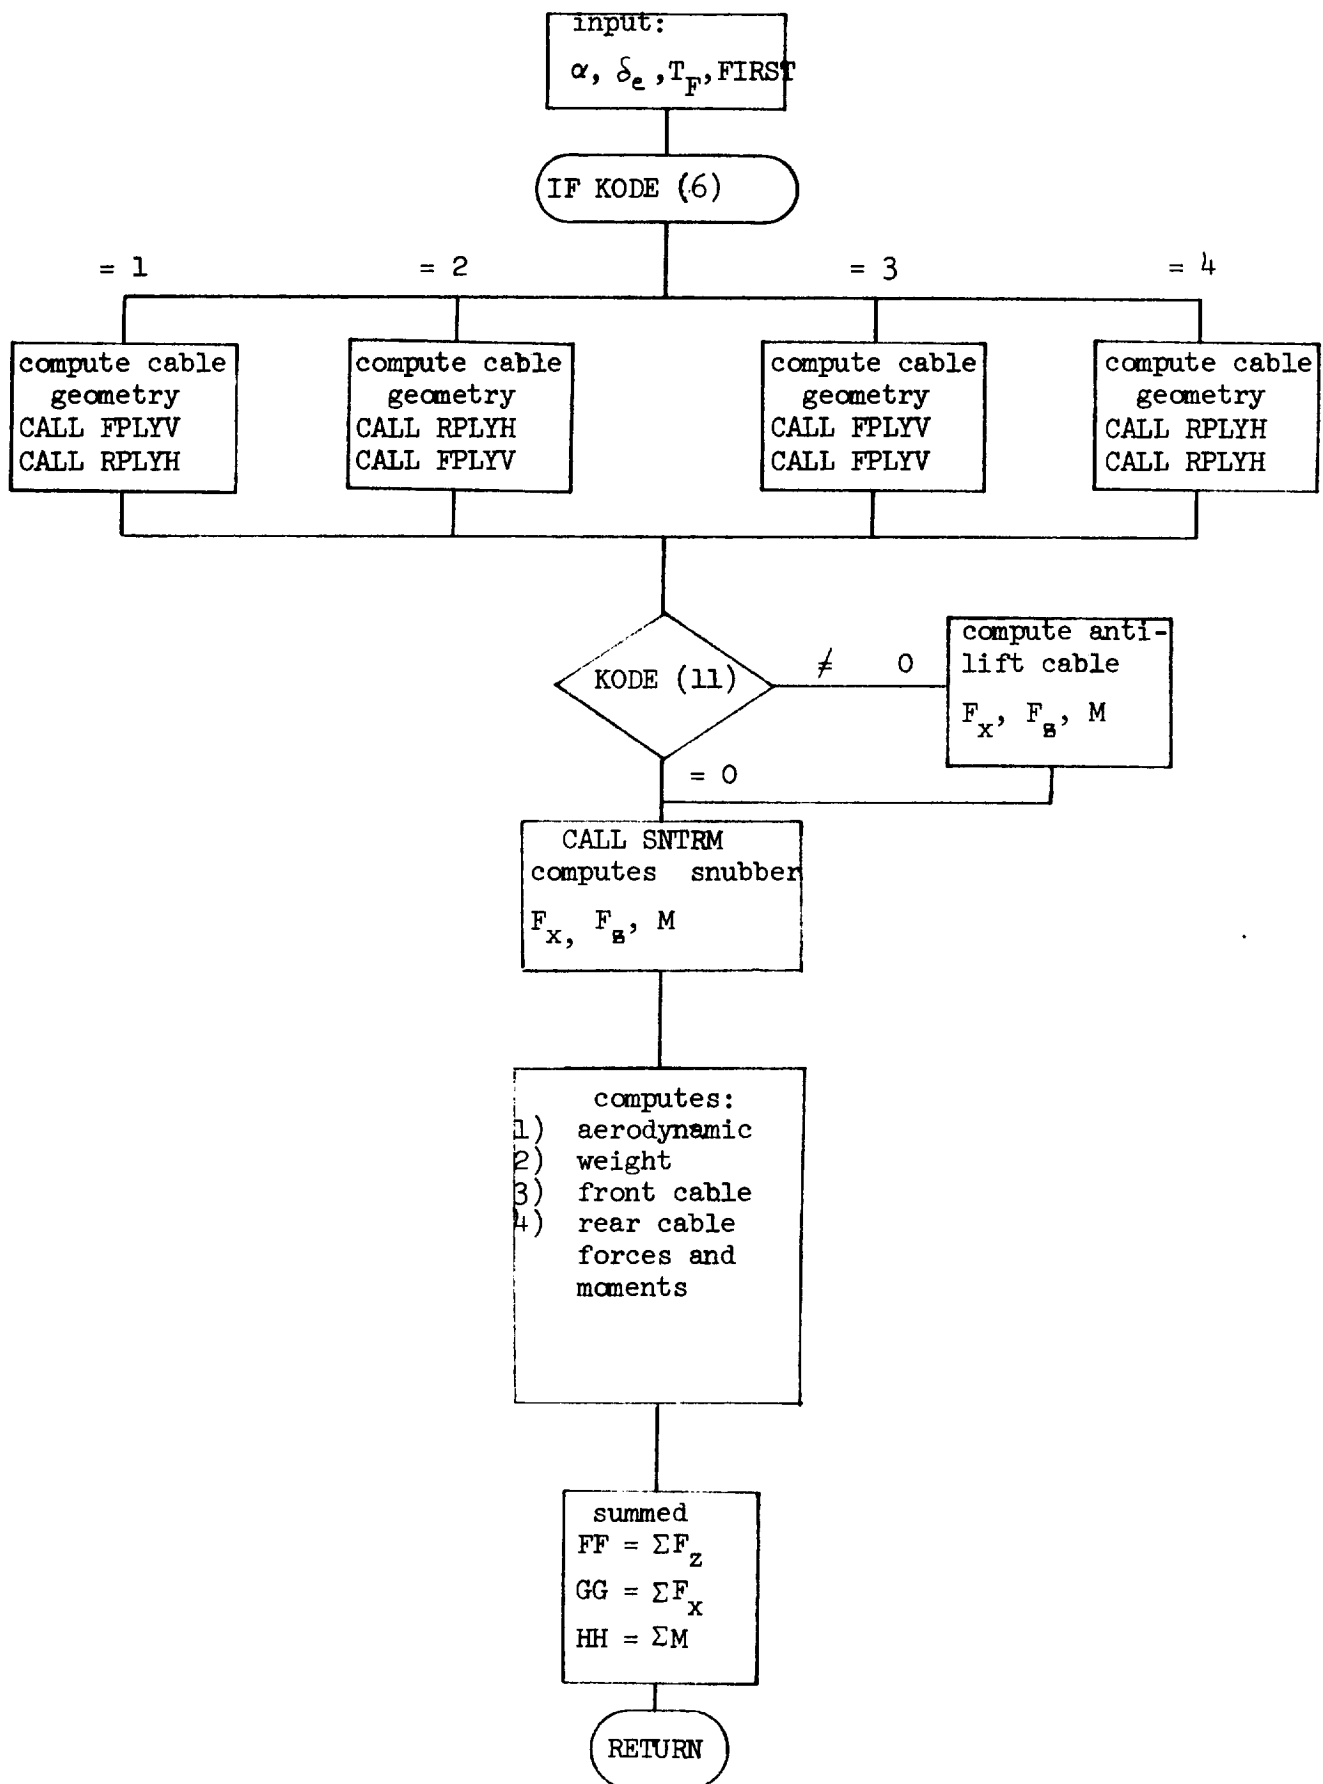 input:
α, δe, TF, FIRST
IF KODE (6)
= 1
= 2
= 3
= 4
compute cable
geometry
CALL FPLYV
CALL RPLYH
compute cable
geometry
CALL RPLYH
CALL FPLYV
compute cable
geometry
CALL FPLYV
CALL FPLYV
compute cable
geometry
CALL RPLYH
CALL RPLYH
KODE (11)
≠ 0
compute anti-
lift cable
Fx, Fz, M
= 0
CALL SNTRM
computes snubber
Fx, Fz, M
computes:
1) aerodynamic
2) weight
3) front cable
4) rear cable
forces and
moments
summed
FF = ΣFz
GG = ΣFx
HH = ΣM
RETURN